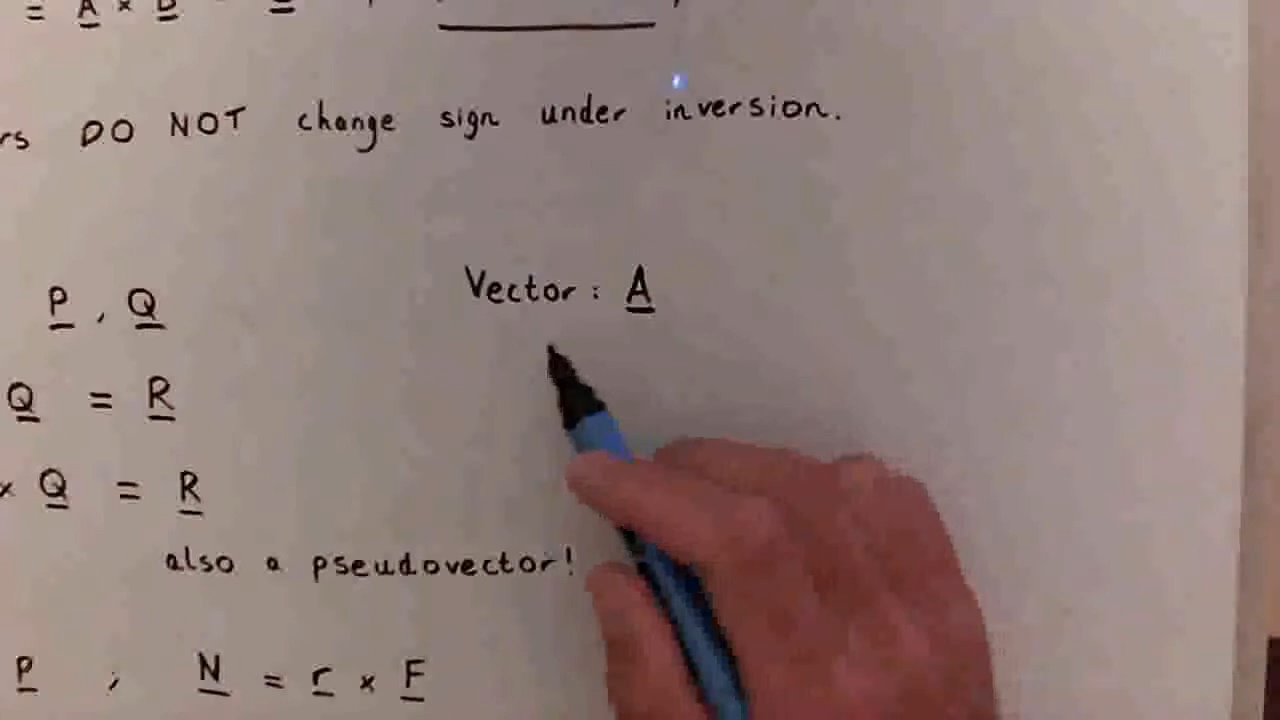 = A ×
rs DO NOT change sign under inversion.
P , Q
Vector : A
Q = R
× Q = R
also a pseudovector!
P ; N = r × F